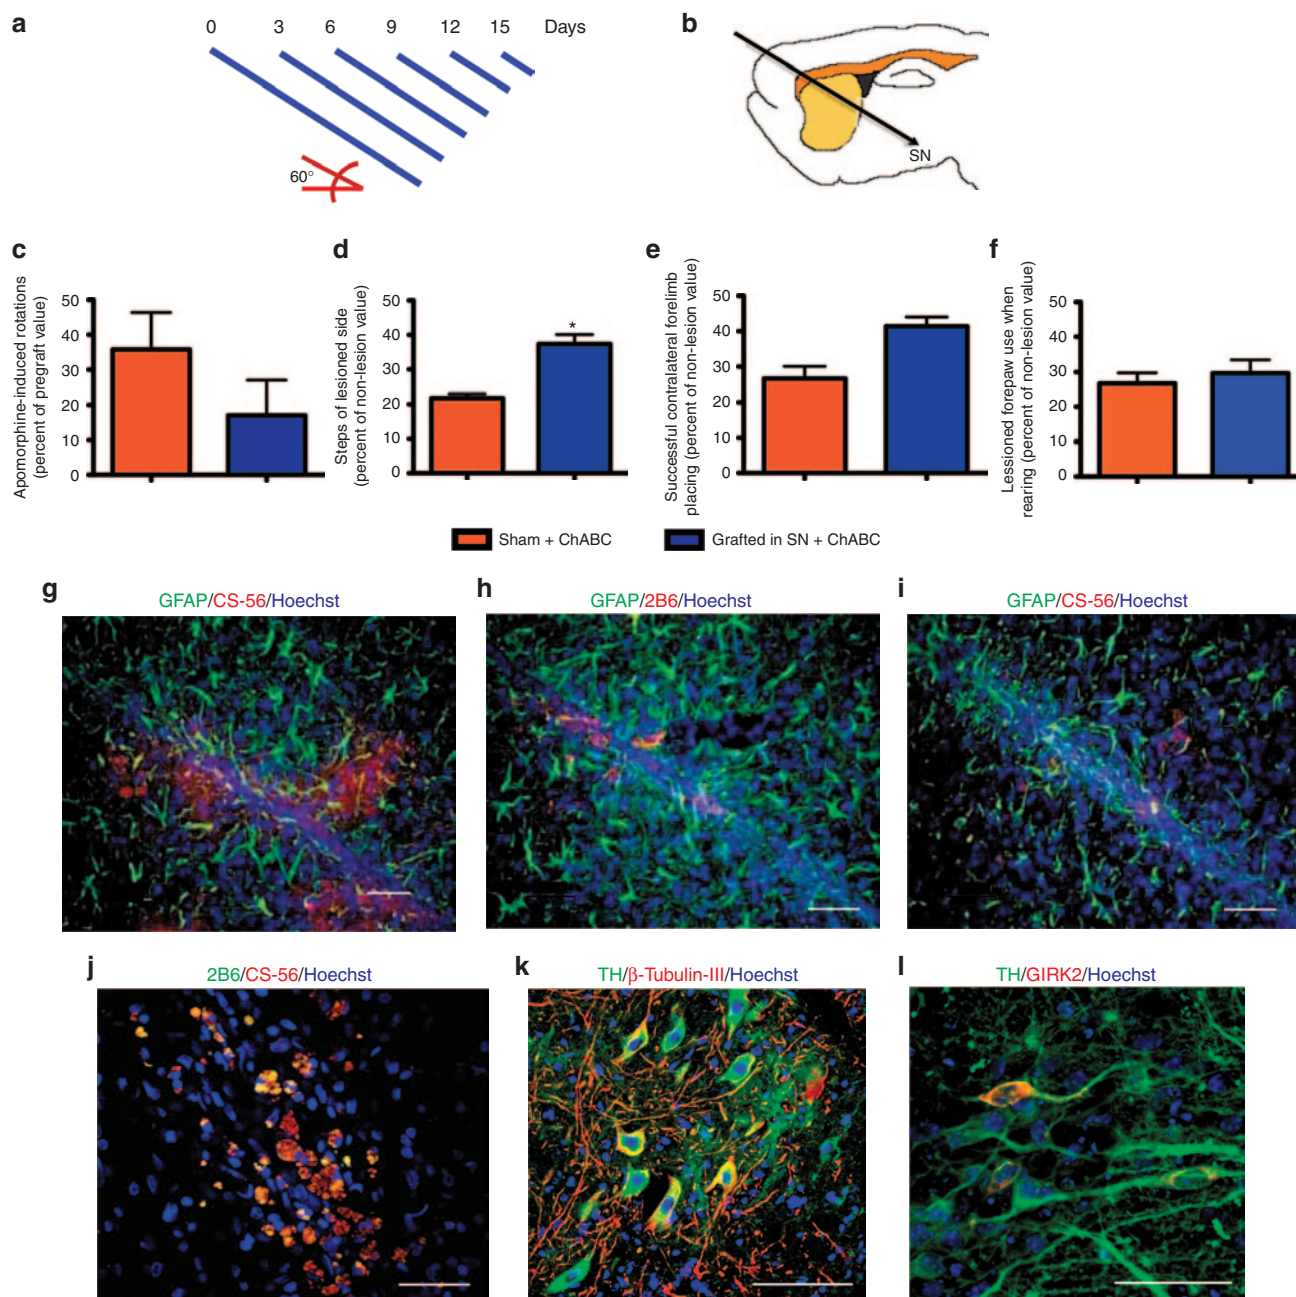 a
0 3 6 9 12 15 Days
60°
b
SN
c
Apomorphine-induced rotations
(percent of pregraft value)
50
40
30
20
10
0
d
Steps of lesioned side
(percent of non-lesion value)
50
40
30
20
10
0
*
e
Successful contralateral forelimb
placing (percent of non-lesion value)
50
40
30
20
10
0
f
Lessioned forepaw use when
rearing (percent of non-lesion value)
50
40
30
20
10
0
Sham + ChABC
Grafted in SN + ChABC
g
GFAP/CS-56/Hoechst
h
GFAP/2B6/Hoechst
i
GFAP/CS-56/Hoechst
j
2B6/CS-56/Hoechst
k
TH/β-Tubulin-III/Hoechst
l
TH/GIRK2/Hoechst